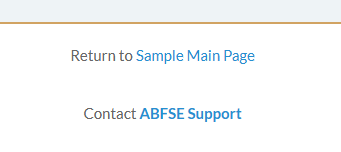 Return to Sample Main Page
Contact ABFSE Support